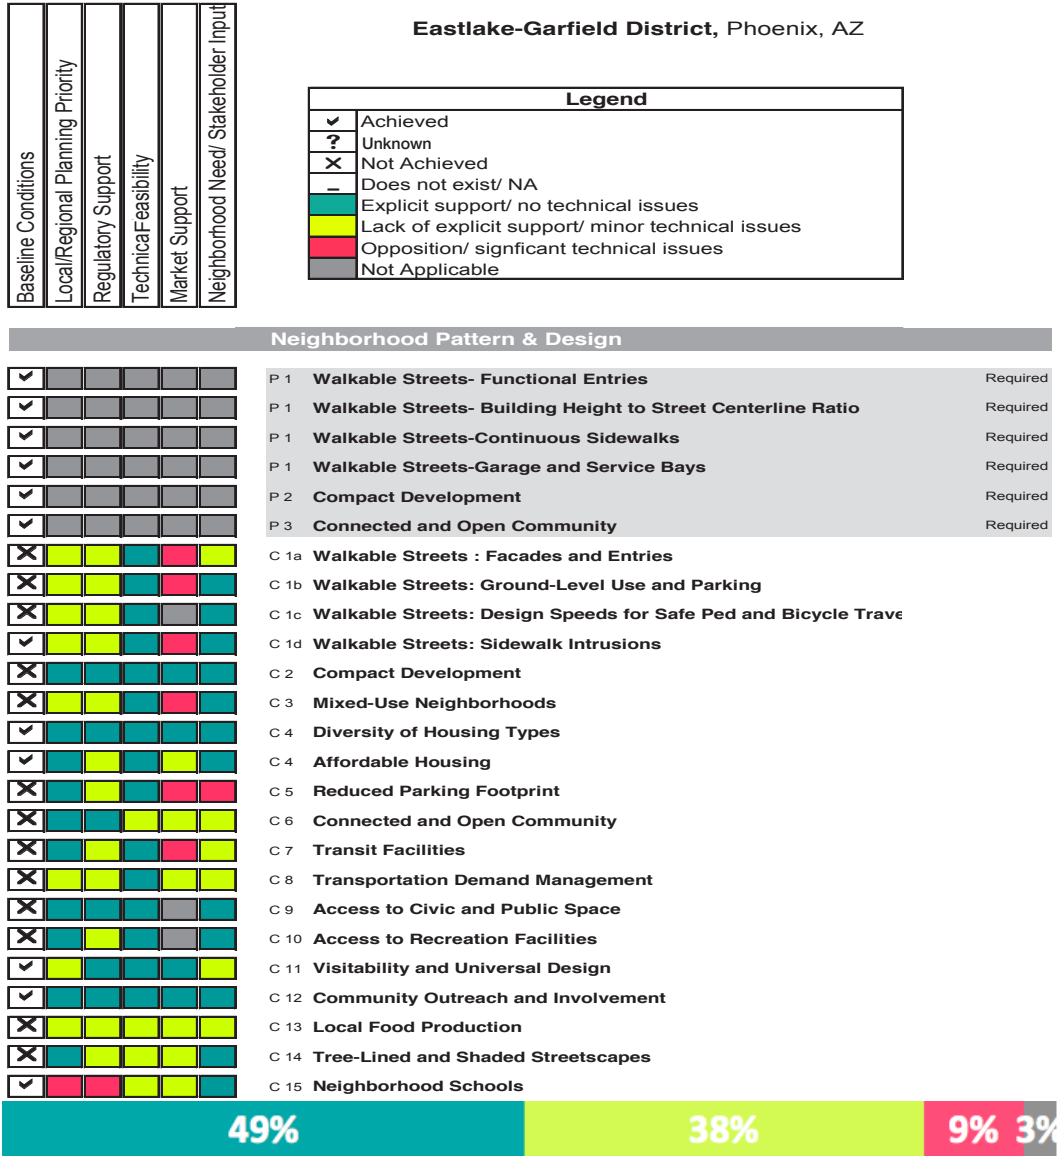 Baseline Conditions
Local/Regional Planning Priority
Regulatory Support
TechnicaFeasibility
Market Support
Neighborhood Need/ Stakeholder Input
Eastlake-Garfield District, Phoenix, AZ
Legend
✔ Achieved
? Unknown
✕ Not Achieved
_ Does not exist/ NA
Explicit support/ no technical issues
Lack of explicit support/ minor technical issues
Opposition/ signficant technical issues
Not Applicable
Neighborhood Pattern & Design
✔ P 1 Walkable Streets- Functional Entries Required
✔ P 1 Walkable Streets- Building Height to Street Centerline Ratio Required
✔ P 1 Walkable Streets-Continuous Sidewalks Required
✔ P 1 Walkable Streets-Garage and Service Bays Required
✔ P 2 Compact Development Required
✔ P 3 Connected and Open Community Required
✕ C 1a Walkable Streets : Facades and Entries
✕ C 1b Walkable Streets: Ground-Level Use and Parking
✕ C 1c Walkable Streets: Design Speeds for Safe Ped and Bicycle Trave
✔ C 1d Walkable Streets: Sidewalk Intrusions
✕ C 2 Compact Development
✕ C 3 Mixed-Use Neighborhoods
✔ C 4 Diversity of Housing Types
✔ C 4 Affordable Housing
✕ C 5 Reduced Parking Footprint
✕ C 6 Connected and Open Community
✕ C 7 Transit Facilities
✕ C 8 Transportation Demand Management
✕ C 9 Access to Civic and Public Space
✕ C 10 Access to Recreation Facilities
✔ C 11 Visitability and Universal Design
✔ C 12 Community Outreach and Involvement
✕ C 13 Local Food Production
✕ C 14 Tree-Lined and Shaded Streetscapes
✔ C 15 Neighborhood Schools
49% 38% 9% 3%